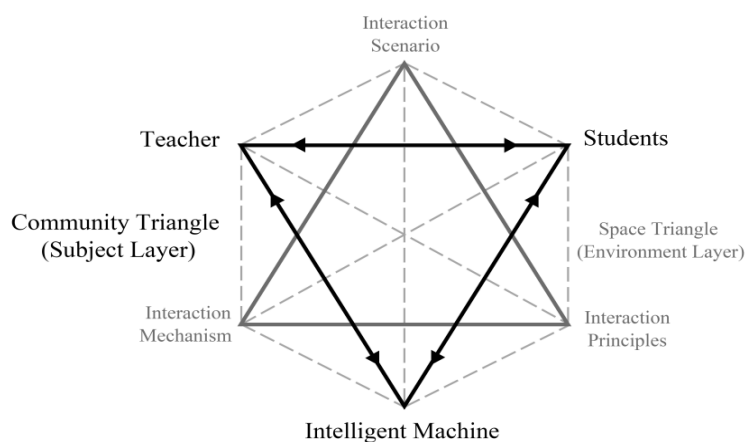 Interaction
Scenario
Teacher
Students
Community Triangle
(Subject Layer)
Space Triangle
(Environment Layer)
Interaction
Mechanism
Interaction
Principles
Intelligent Machine